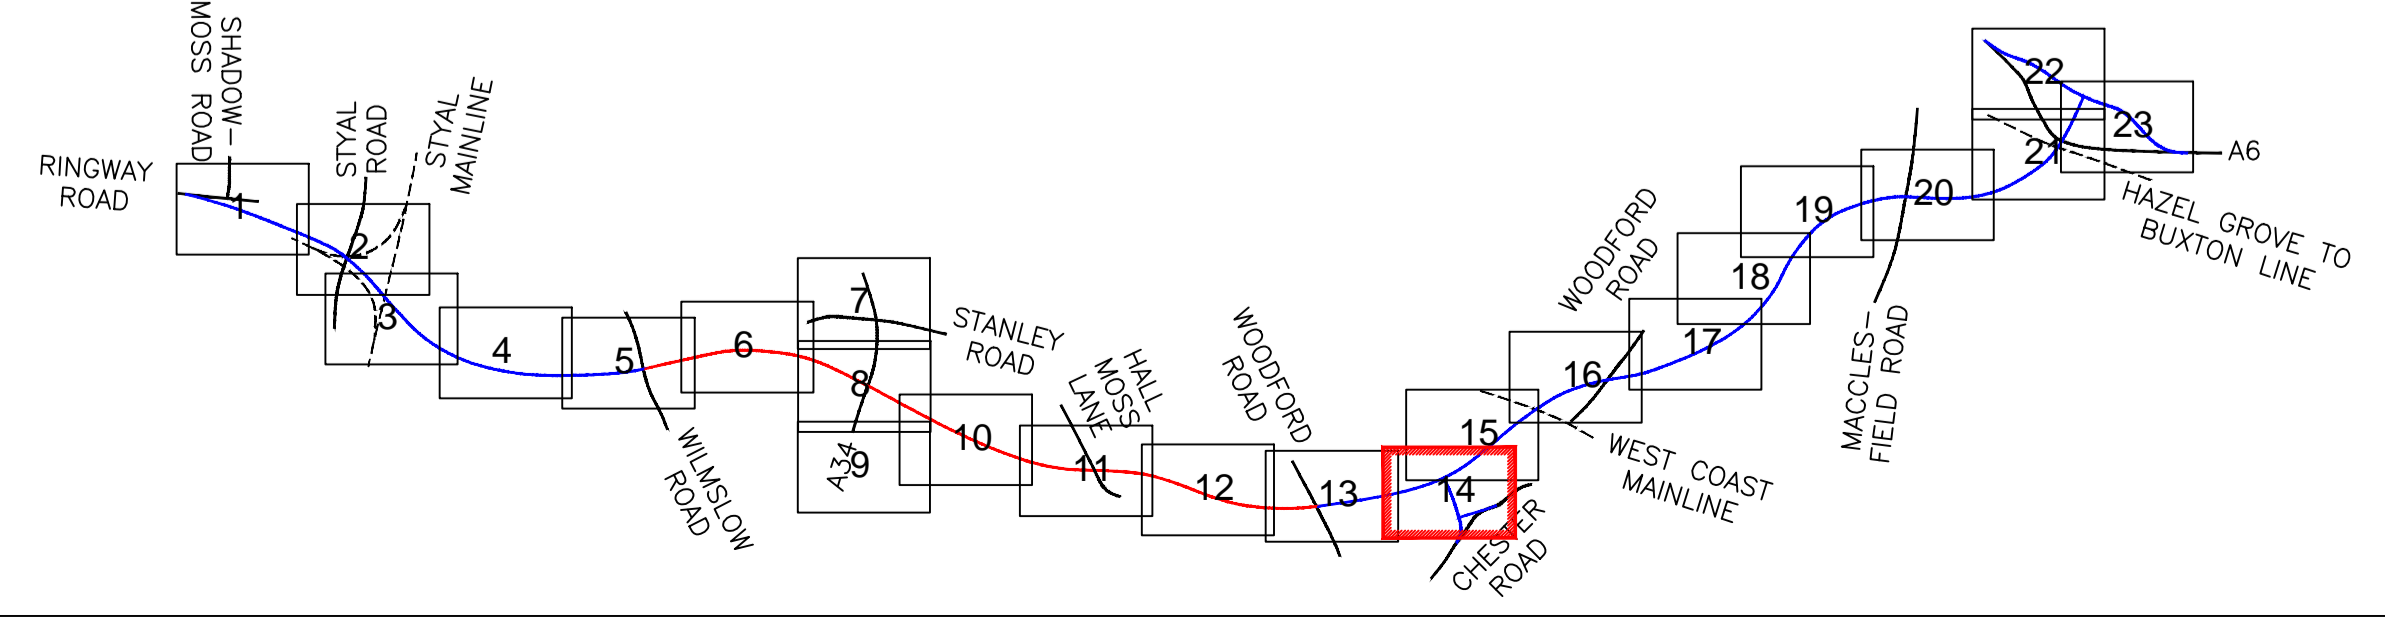 SHADOW-
MOSS ROAD
RINGWAY
ROAD
1
STYAL
ROAD
STYAL
MAINLINE
2
3
4
5
WILMSLOW
ROAD
6
7
STANLEY
ROAD
8
A34
9
10
HALL
MOSS
LANE
11
12
WOODFORD
ROAD
13
14
CHESTER
ROAD
15
WEST COAST
MAINLINE
WOODFORD
ROAD
16
17
18
19
MACCLES-
FIELD ROAD
20
21
22
23
A6
HAZEL GROVE TO
BUXTON LINE